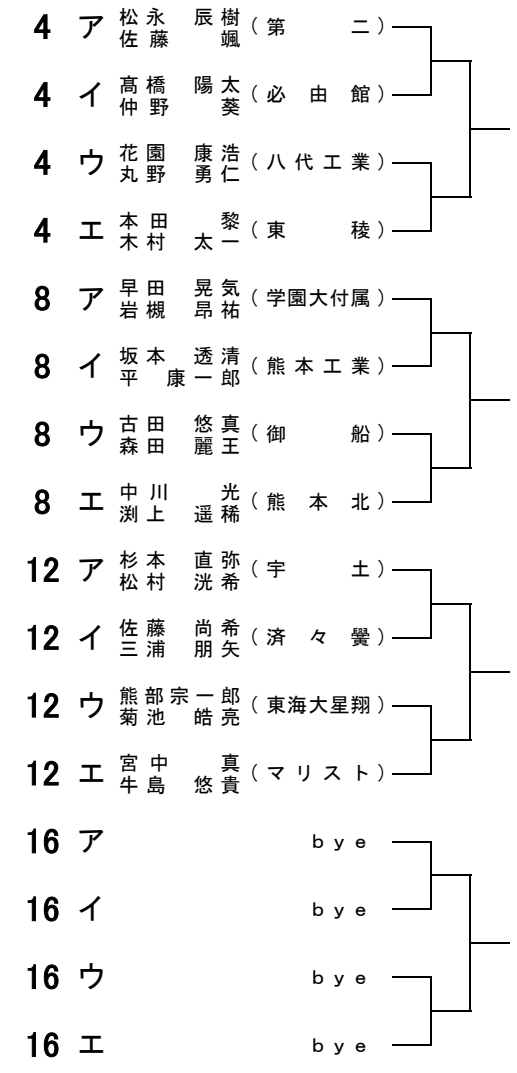 4 ア 松永 辰樹 (第二)
佐藤 颯
4 イ 髙橋 陽太 (必由館)
仲野 葵
4 ウ 花園 康浩 (八代工業)
丸野 勇仁
4 エ 本田 黎 (東稜)
木村 太一
8 ア 早田 晃気 (学園大付属)
岩槻 昂祐
8 イ 坂本 透清 (熊本工業)
平 康一郎
8 ウ 古田 悠真 (御船)
森田 麗王
8 エ 中川 光 (熊本北)
渕上 遥稀
12 ア 杉本 直弥 (宇土)
松村 洸希
12 イ 佐藤 尚希 (済々黌)
三浦 朋矢
12 ウ 熊部宗一郎 (東海大星翔)
菊池 皓亮
12 エ 宮中 真 (マリスト)
牛島 悠貴
16 ア bye
16 イ bye
16 ウ bye
16 エ bye